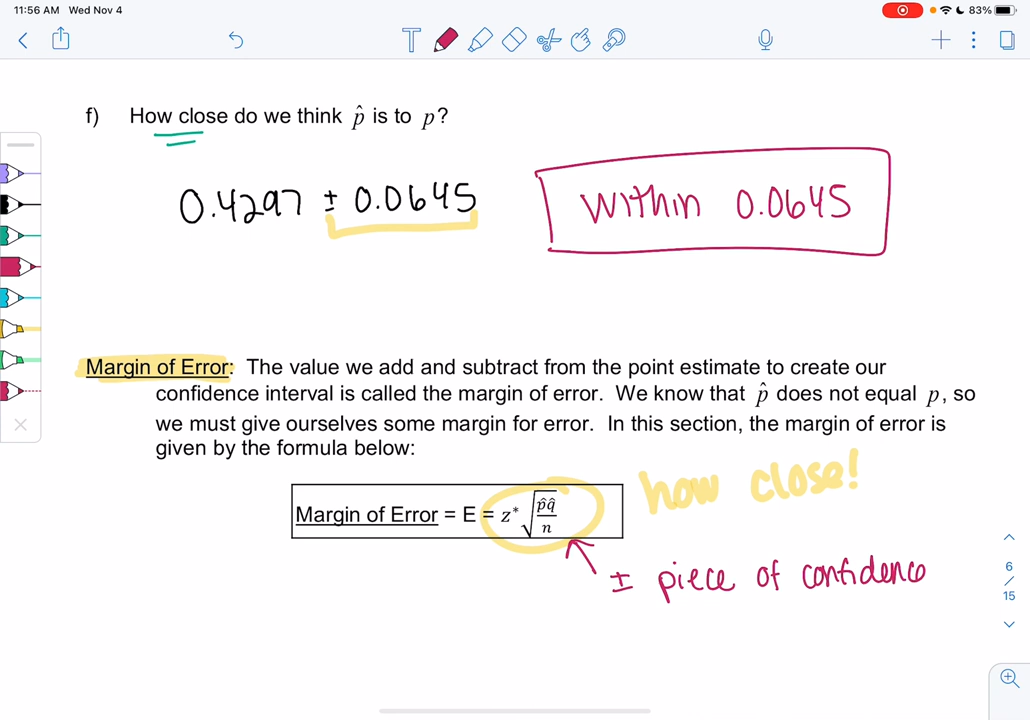 11:56 AM Wed Nov 4
83%
f) How close do we think p̂ is to p?
0.4297 ± 0.0645
Within 0.0645
Margin of Error: The value we add and subtract from the point estimate to create our
confidence interval is called the margin of error. We know that p̂ does not equal p, so
we must give ourselves some margin for error. In this section, the margin of error is
given by the formula below:
how close!
Margin of Error = E = z* √(p̂q̂/n)
± piece of confidence
6
/
15